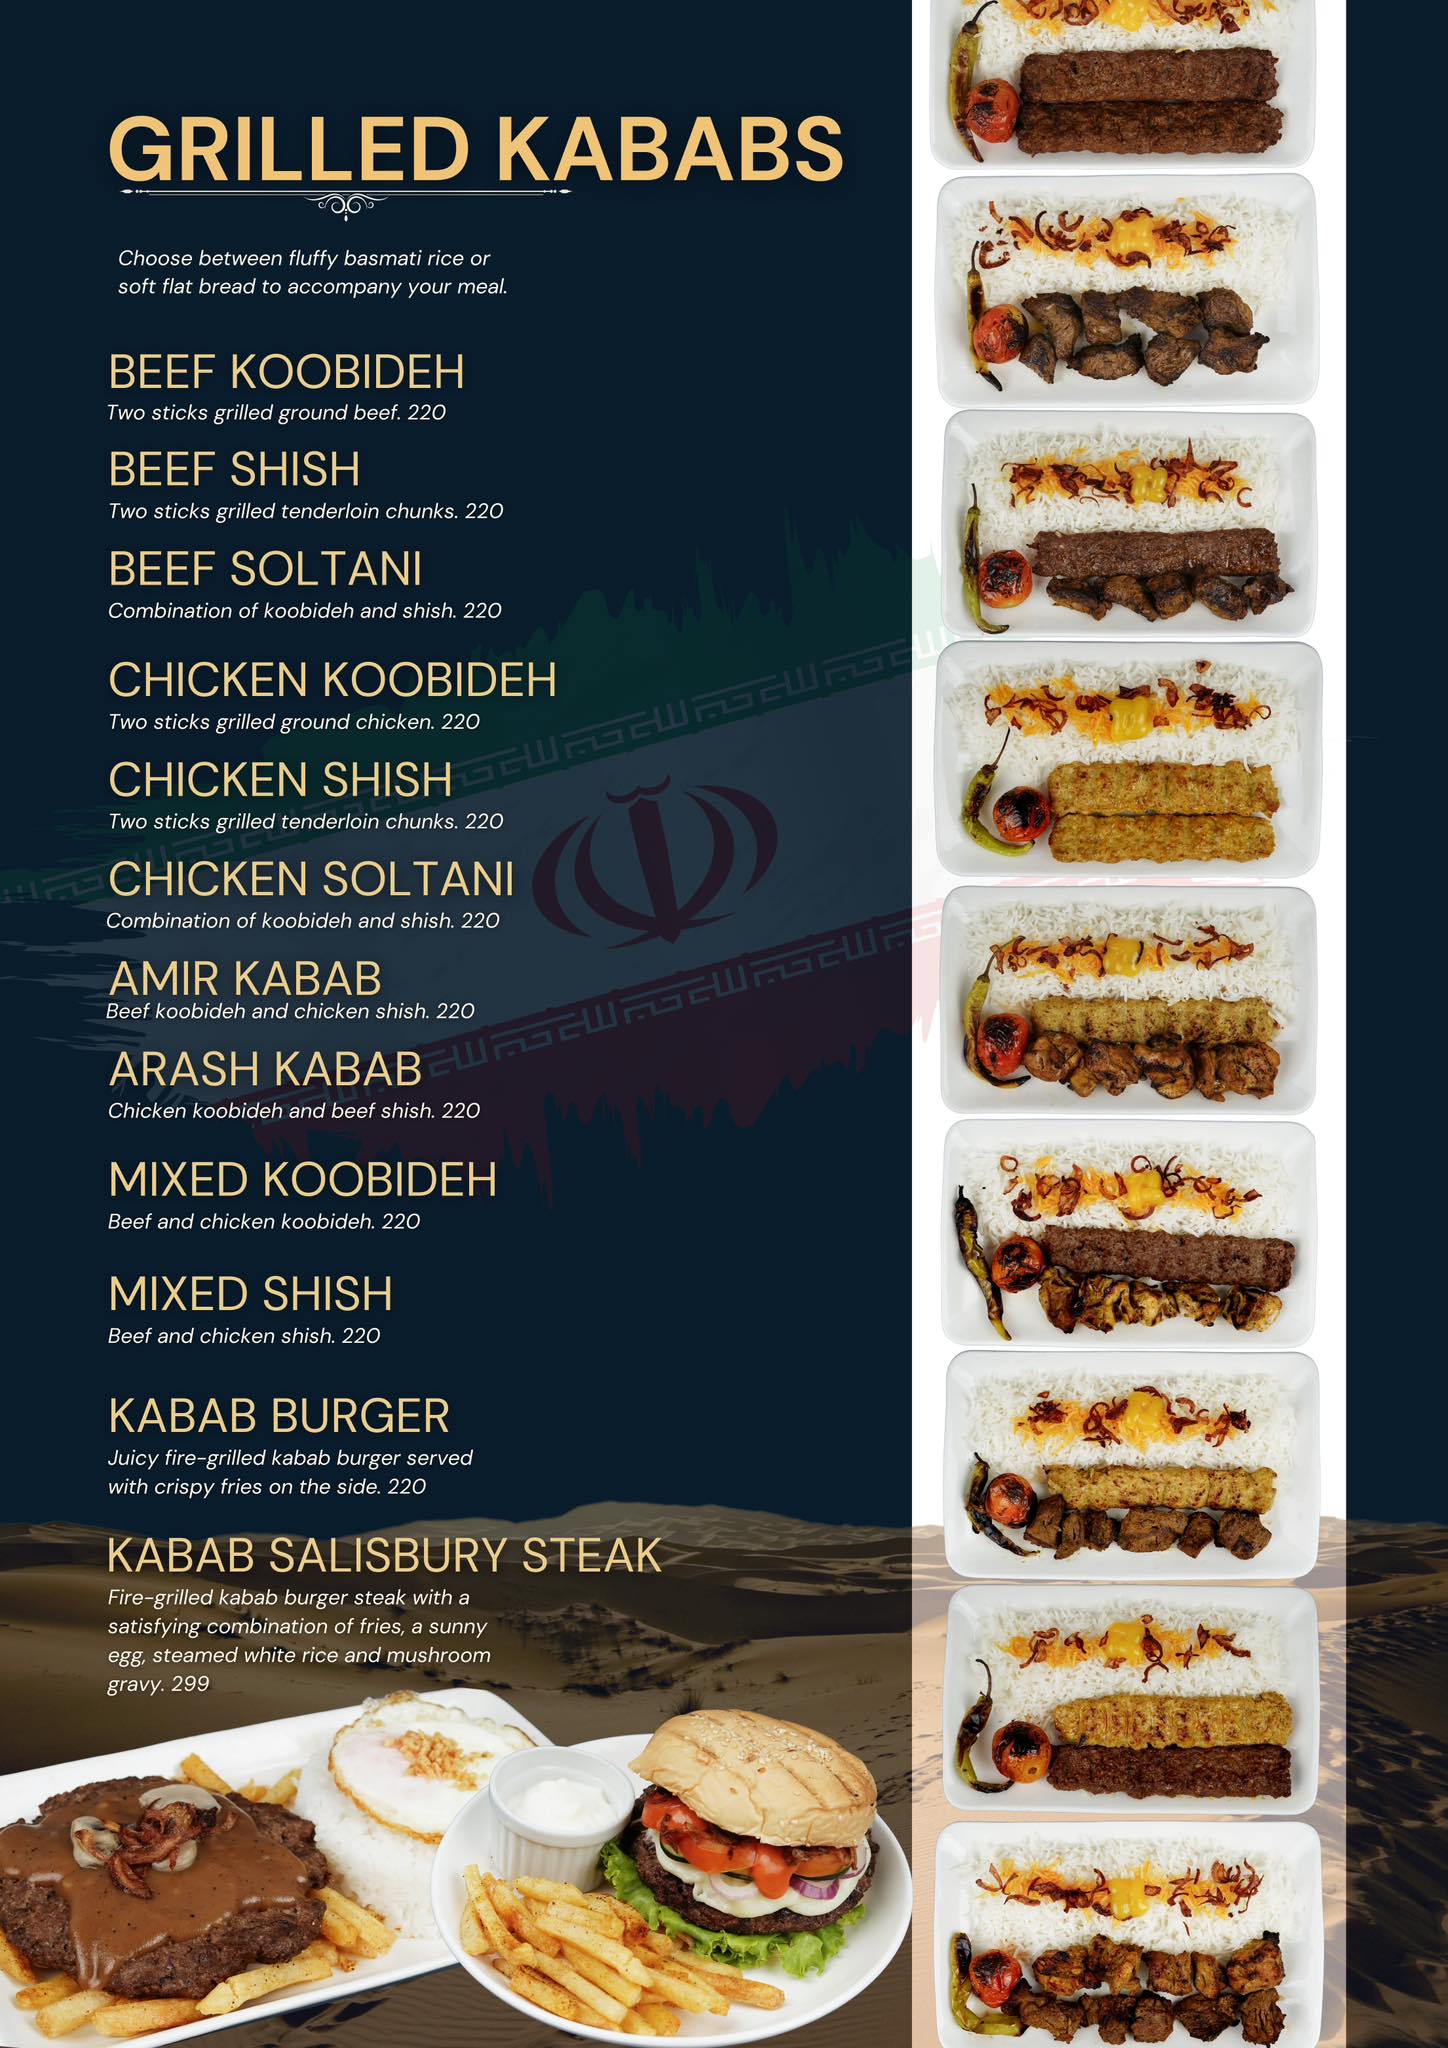 GRILLED KABABS
Choose between fluffy basmati rice or
soft flat bread to accompany your meal.
BEEF KOOBIDEH
Two sticks grilled ground beef. 220
BEEF SHISH
Two sticks grilled tenderloin chunks. 220
BEEF SOLTANI
Combination of koobideh and shish. 220
CHICKEN KOOBIDEH
Two sticks grilled ground chicken. 220
CHICKEN SHISH
Two sticks grilled tenderloin chunks. 220
CHICKEN SOLTANI
Combination of koobideh and shish. 220
AMIR KABAB
Beef koobideh and chicken shish. 220
ARASH KABAB
Chicken koobideh and beef shish. 220
MIXED KOOBIDEH
Beef and chicken koobideh. 220
MIXED SHISH
Beef and chicken shish. 220
KABAB BURGER
Juicy fire-grilled kabab burger served
with crispy fries on the side. 220
KABAB SALISBURY STEAK
Fire-grilled kabab burger steak with a
satisfying combination of fries, a sunny
egg, steamed white rice and mushroom
gravy. 299